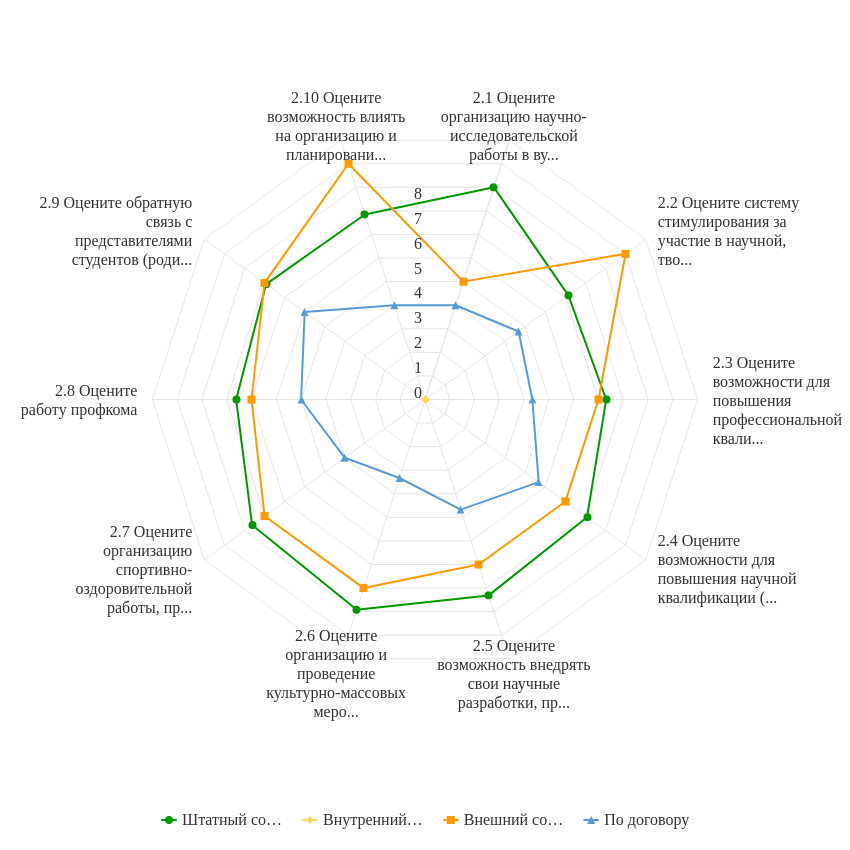 2.10 Оцените
возможность влиять
на организацию и
планировани...
2.1 Оцените
организацию научно-
исследовательской
работы в ву...
2.9 Оцените обратную
связь с
представителями
студентов (роди...
2.2 Оцените систему
стимулирования за
участие в научной,
тво...
8
7
6
5
4
3
2
1
0
2.8 Оцените
работу профкома
2.3 Оцените
возможности для
повышения
профессиональной
квали...
2.7 Оцените
организацию
спортивно-
оздоровительной
работы, пр...
2.4 Оцените
возможности для
повышения научной
квалификации (...
2.6 Оцените
организацию и
проведение
культурно-массовых
меро...
2.5 Оцените
возможность внедрять
свои научные
разработки, пр...
Штатный со… Внутренний… Внешний со… По договору